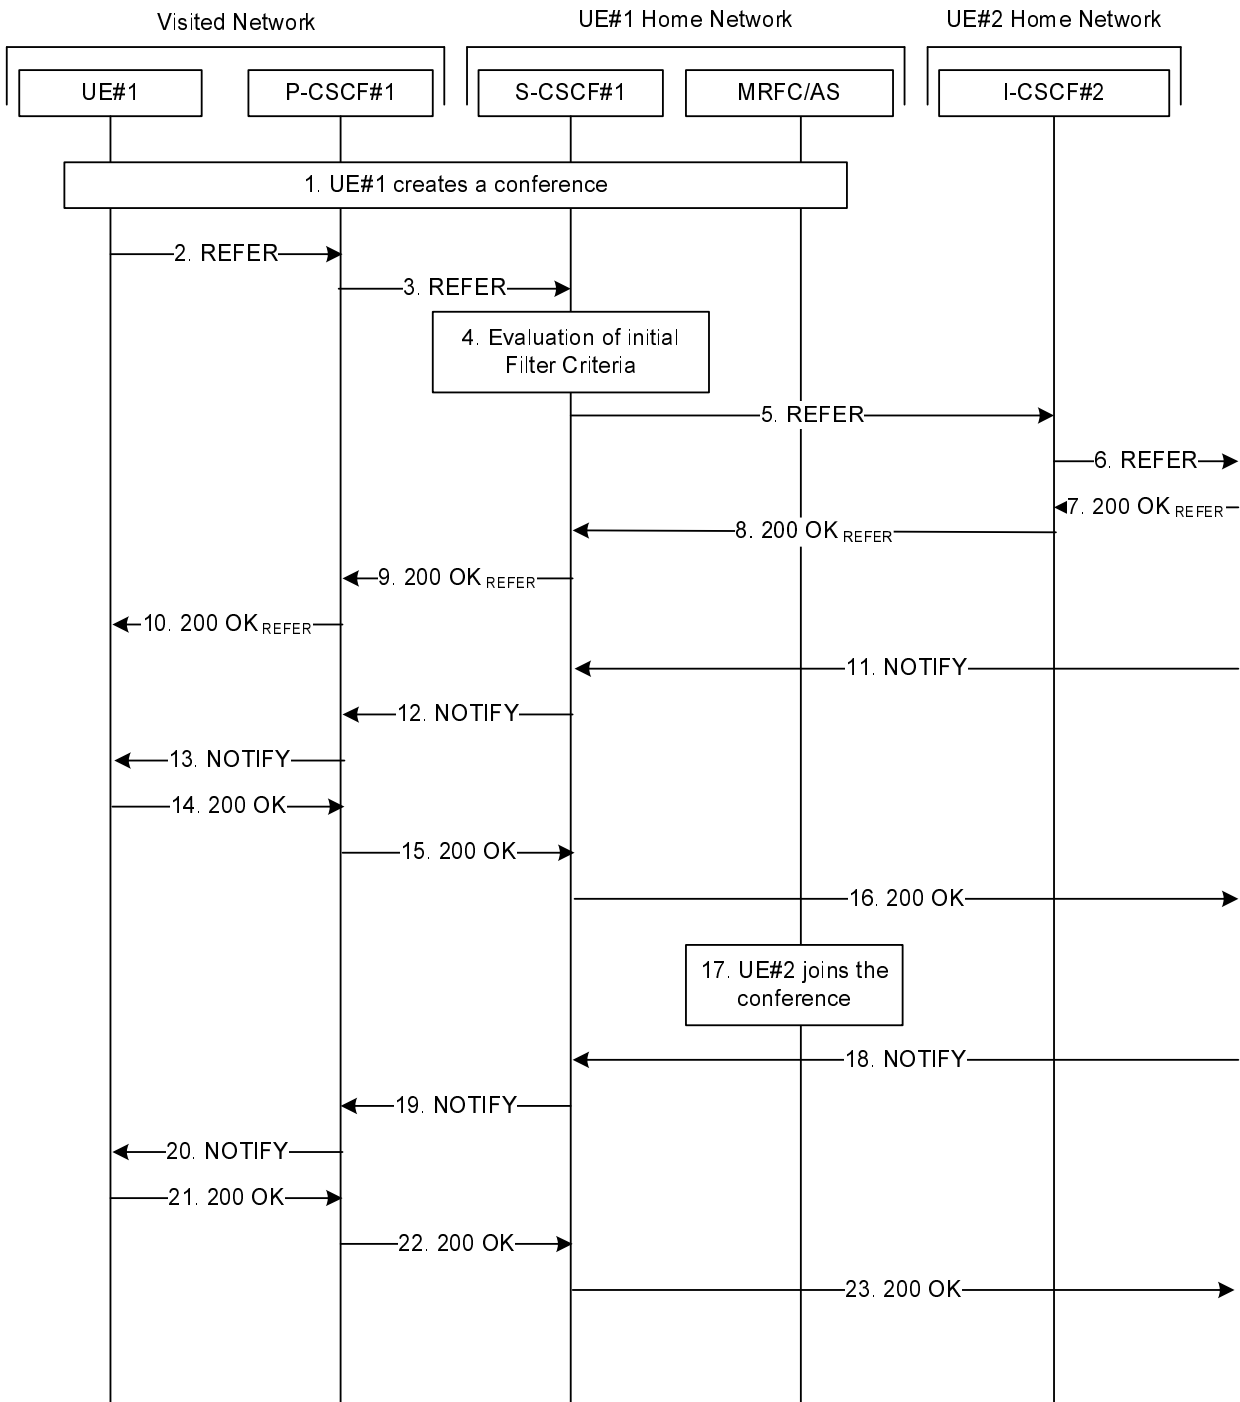 Visited Network
UE#1 Home Network
UE#2 Home Network
UE#1
P-CSCF#1
S-CSCF#1
MRFC/AS
I-CSCF#2
1. UE#1 creates a conference
2. REFER
3. REFER
4. Evaluation of initial
Filter Criteria
5. REFER
6. REFER
7. 200 OK REFER
8. 200 OK REFER
9. 200 OK REFER
10. 200 OK REFER
11. NOTIFY
12. NOTIFY
13. NOTIFY
14. 200 OK
15. 200 OK
16. 200 OK
17. UE#2 joins the
conference
18. NOTIFY
19. NOTIFY
20. NOTIFY
21. 200 OK
22. 200 OK
23. 200 OK